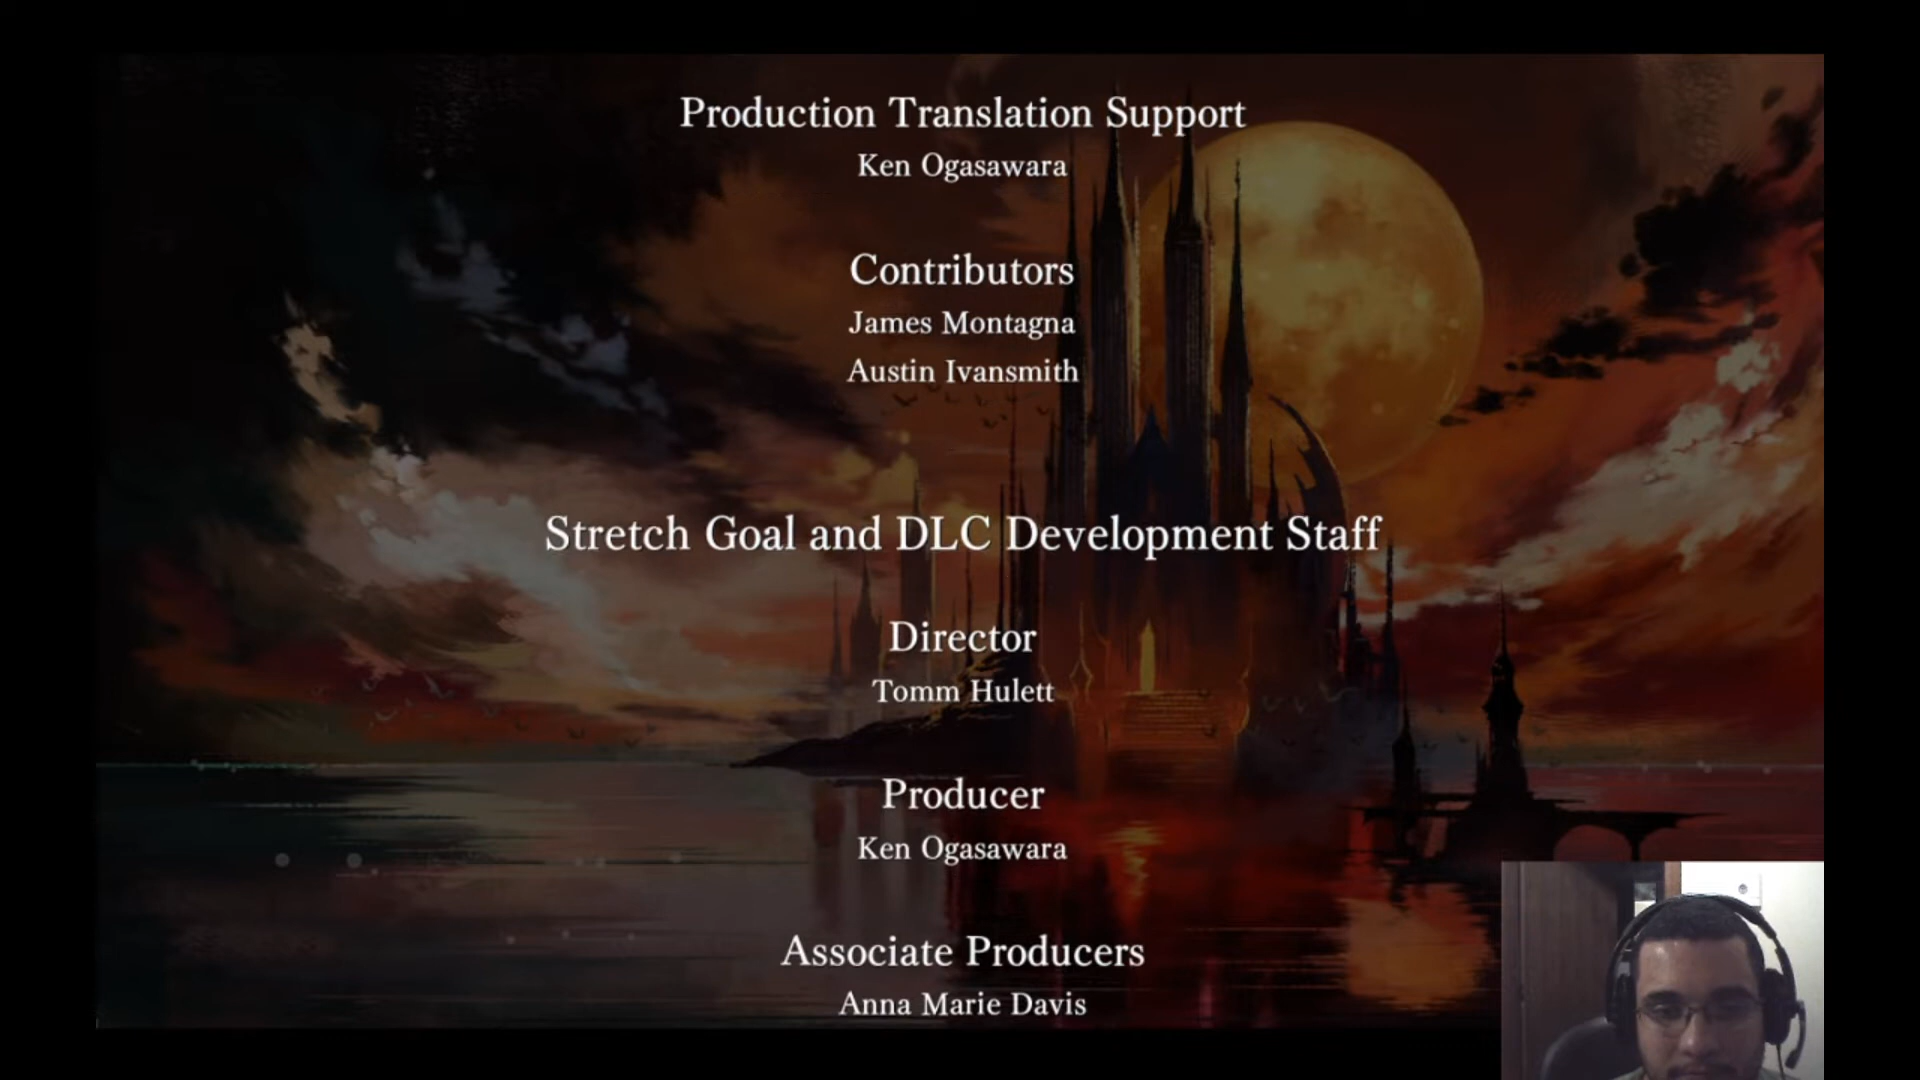 Production Translation Support
Ken Ogasawara
Contributors
James Montagna
Austin Ivansmith
Stretch Goal and DLC Development Staff
Director
Tomm Hulett
Producer
Ken Ogasawara
Associate Producers
Anna Marie Davis